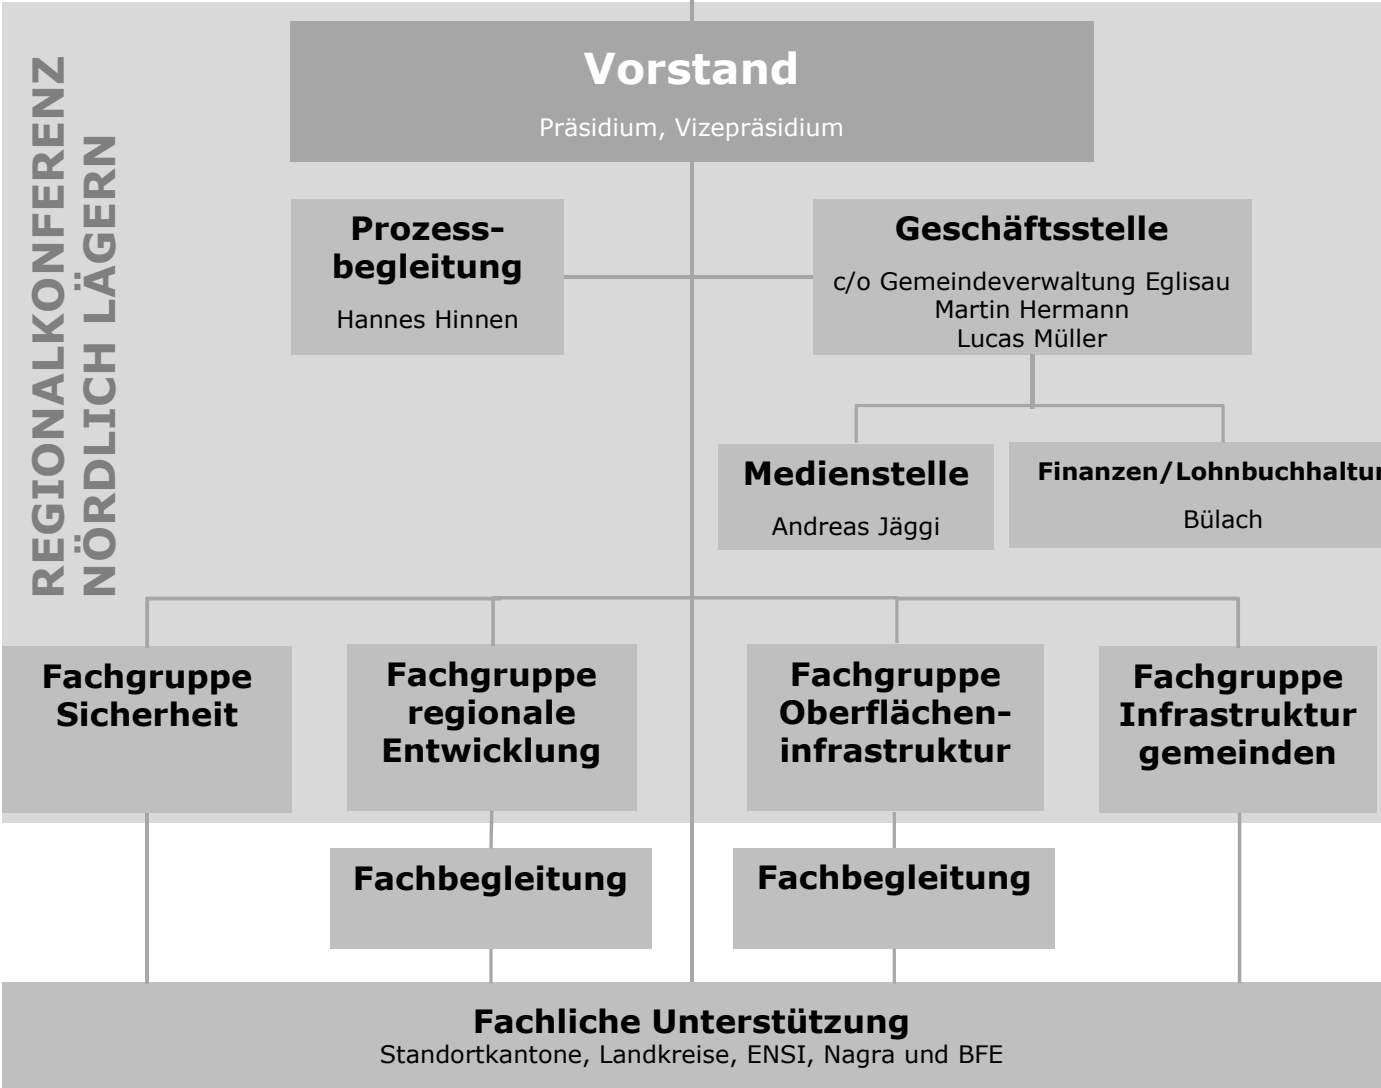 REGIONALKONFERENZ
NÖRDLICH LÄGERN
Vorstand
Präsidium, Vizepräsidium
Prozess-
begleitung
Hannes Hinnen
Geschäftsstelle
c/o Gemeindeverwaltung Eglisau
Martin Hermann
Lucas Müller
Medienstelle
Andreas Jäggi
Finanzen/Lohnbuchhaltun
Bülach
Fachgruppe
Sicherheit
Fachgruppe
regionale
Entwicklung
Fachgruppe
Oberflächen-
infrastruktur
Fachgruppe
Infrastruktur
gemeinden
Fachbegleitung
Fachbegleitung
Fachliche Unterstützung
Standortkantone, Landkreise, ENSI, Nagra und BFE